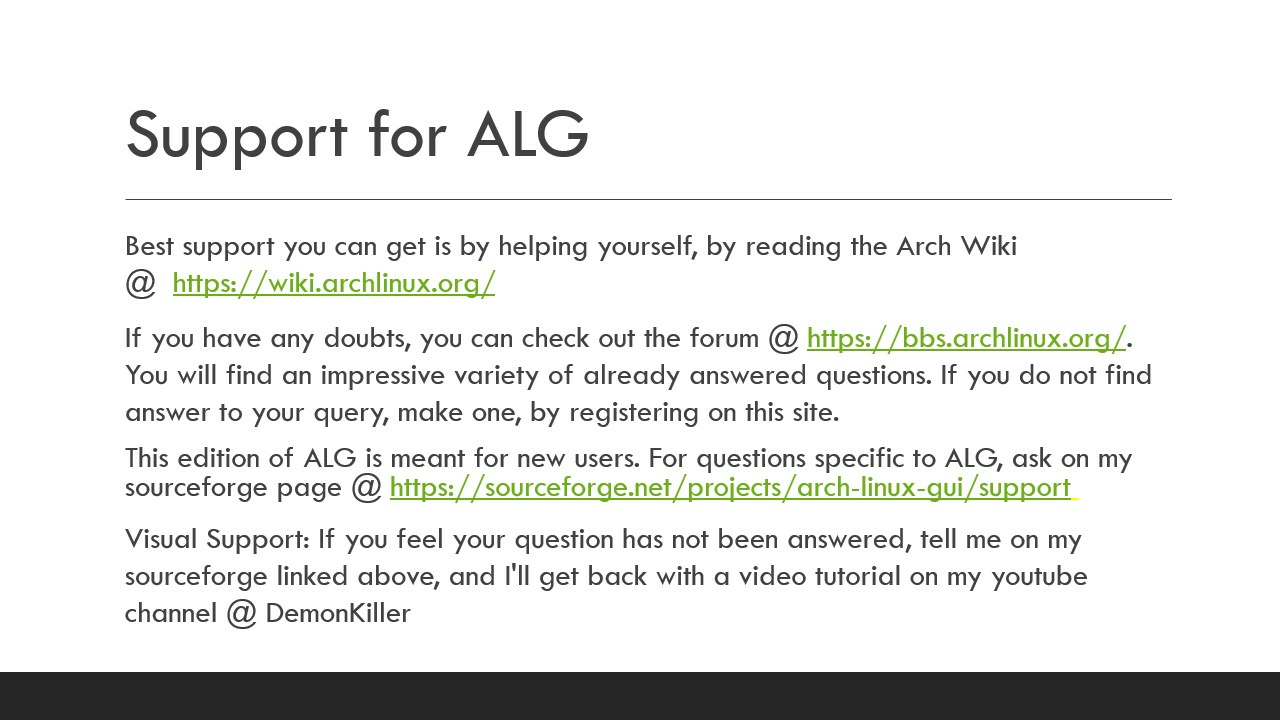 Support for ALG
Best support you can get is by helping yourself, by reading the Arch Wiki
@ https://wiki.archlinux.org/
If you have any doubts, you can check out the forum @ https://bbs.archlinux.org/.
You will find an impressive variety of already answered questions. If you do not find
answer to your query, make one, by registering on this site.
This edition of ALG is meant for new users. For questions specific to ALG, ask on my
sourceforge page @ https://sourceforge.net/projects/arch-linux-gui/support
Visual Support: If you feel your question has not been answered, tell me on my
sourceforge linked above, and I'll get back with a video tutorial on my youtube
channel @ DemonKiller